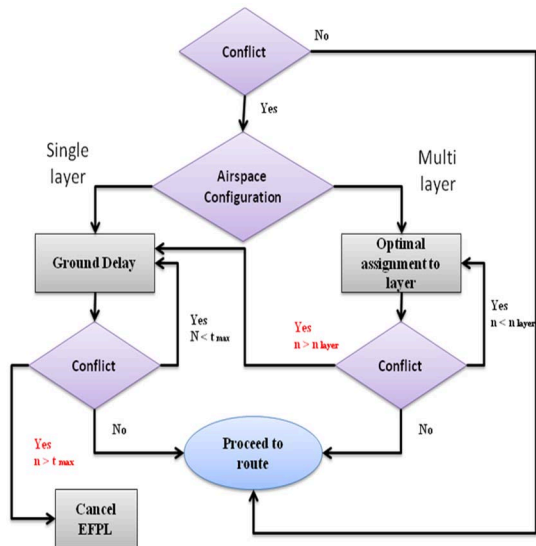 No
Conflict
Yes
Single
layer
Airspace
Configuration
Multi
layer
Ground Delay
Optimal
assignment to
layer
Yes
N < t max
Yes
n > n layer
Yes
n < n layer
Conflict
Conflict
No
No
Proceed to
route
Yes
n > t max
Cancel
EFPL